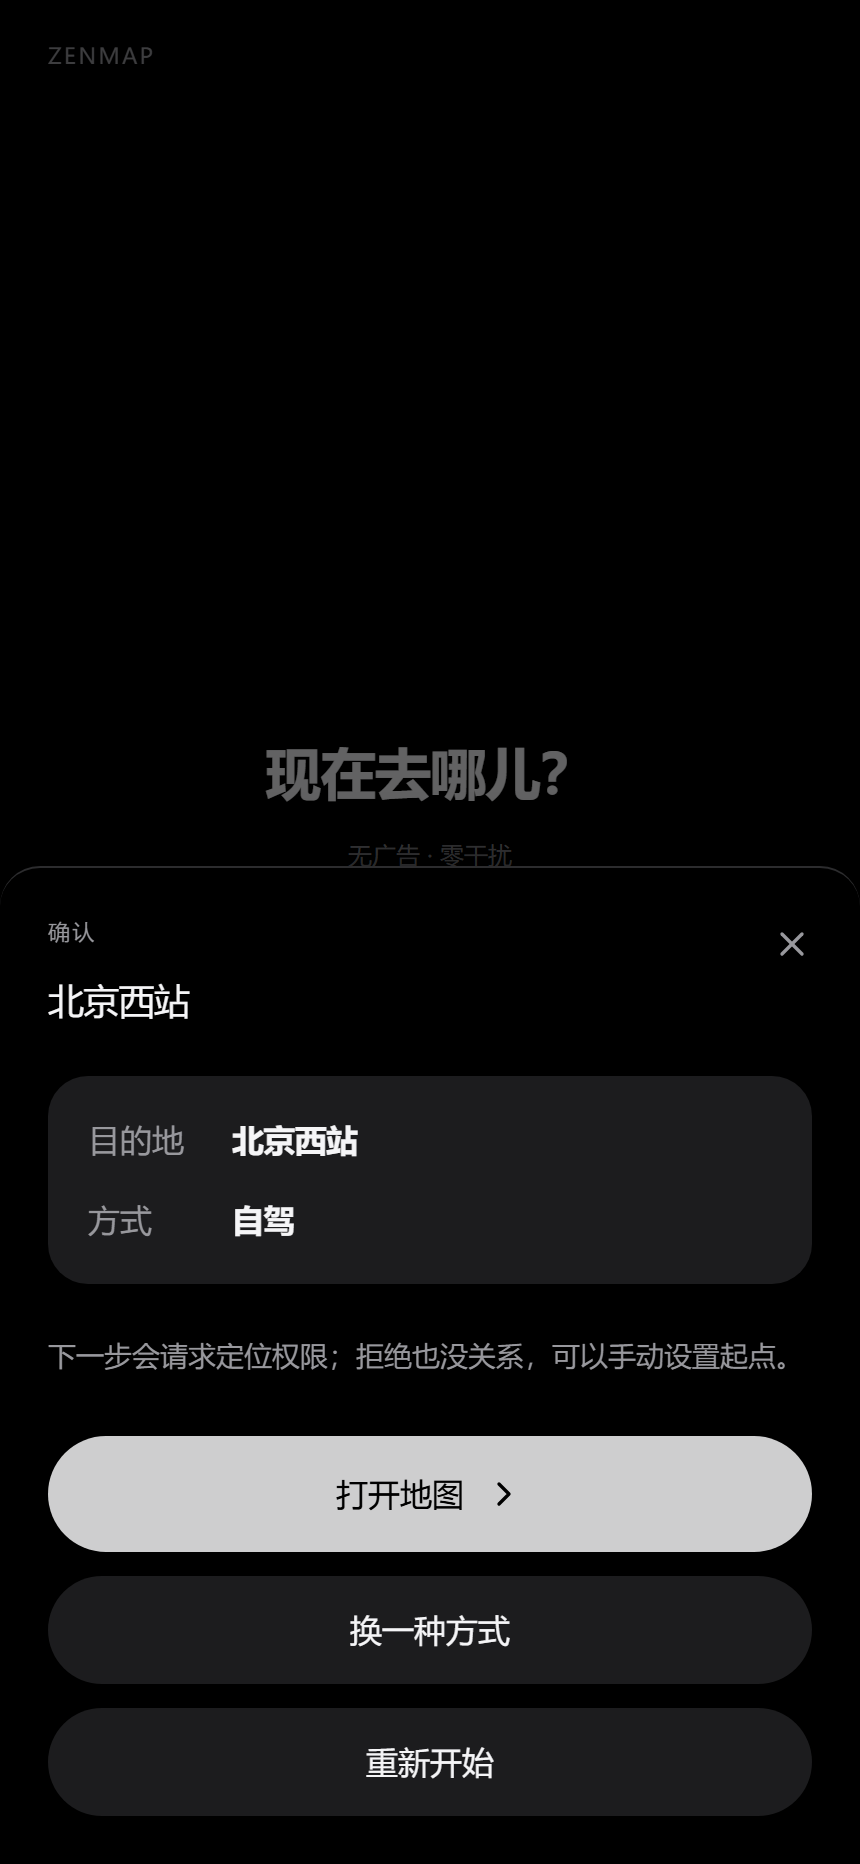 ZENMAP
现在去哪儿？
无广告 · 零干扰
确认
北京西站
目的地 北京西站
方式 自驾
下一步会请求定位权限；拒绝也没关系，可以手动设置起点。
打开地图
换一种方式
重新开始